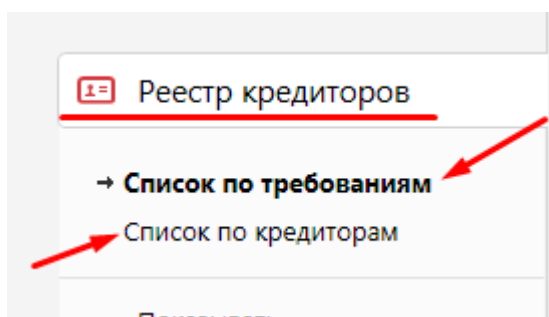 Реестр кредиторов
→ Список по требованиям
Список по кредиторам